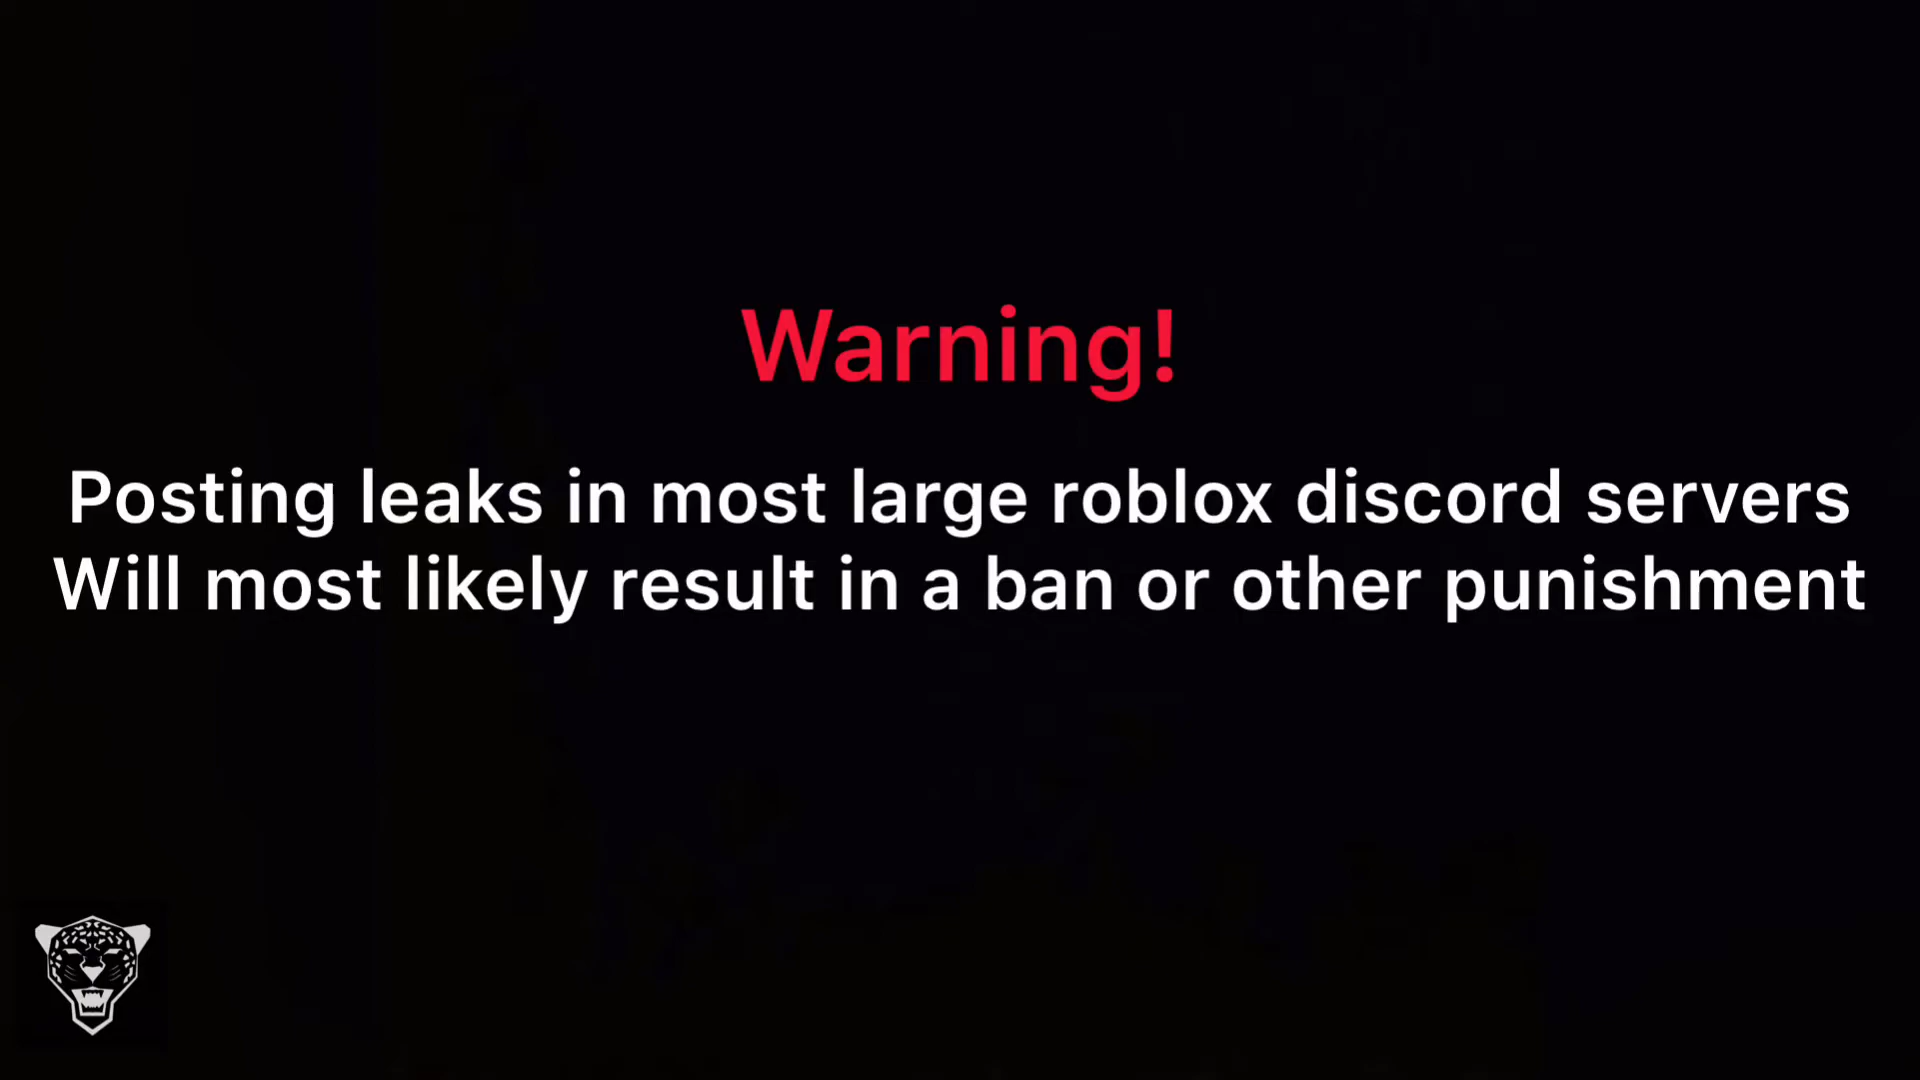 Warning!
Posting leaks in most large roblox discord servers
Will most likely result in a ban or other punishment